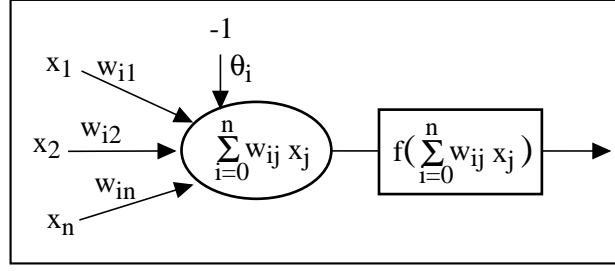 -1
θi
x1 wi1
x2 wi2
xn win
n
∑ wij xj
i=0
n
f(∑ wij xj)
i=0